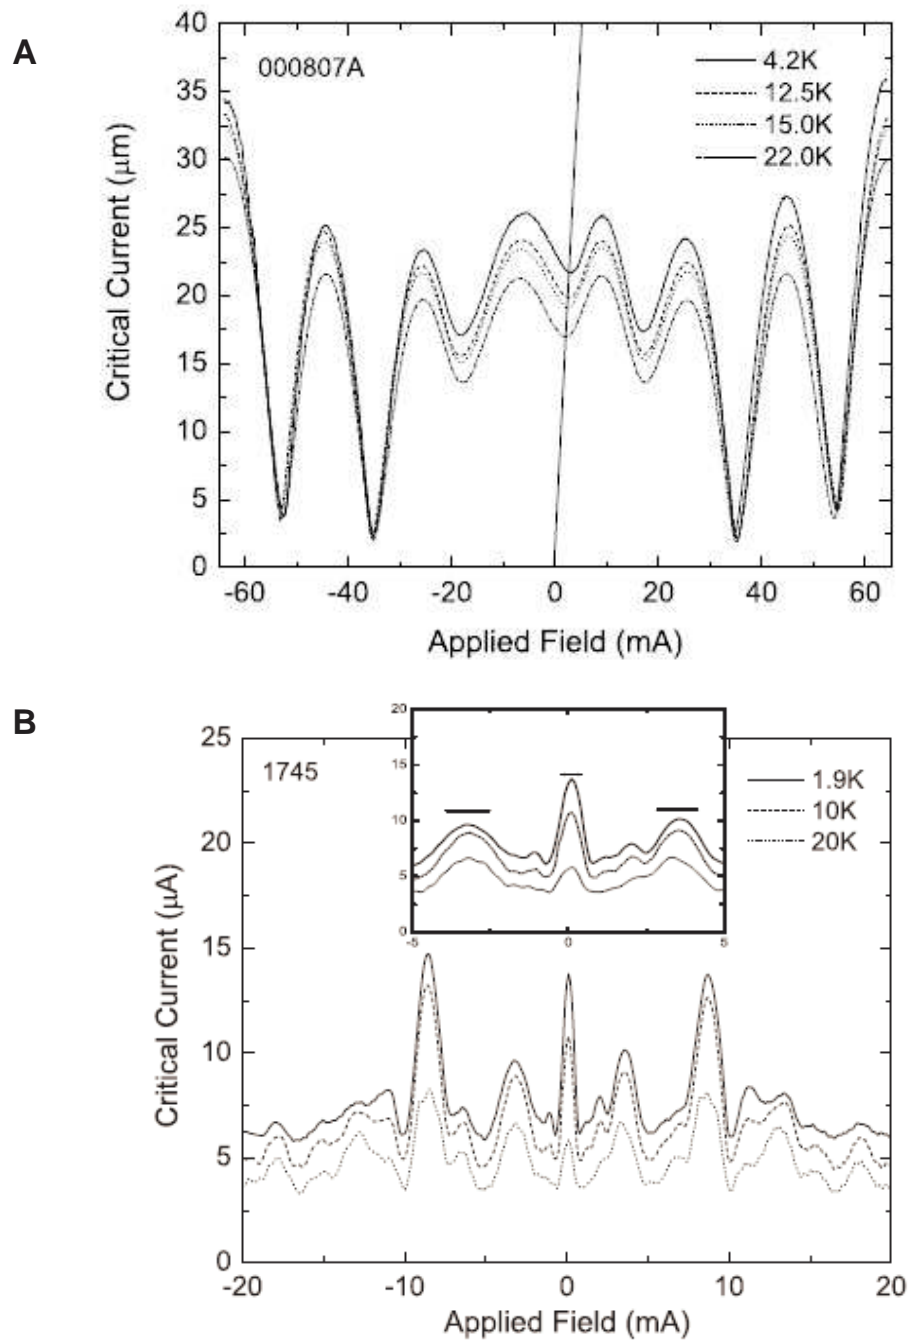 A
000807A
4.2K
12.5K
15.0K
22.0K
Critical Current (μm)
40
35
30
25
20
15
10
5
0
-60 -40 -20 0 20 40 60
Applied Field (mA)
B
1745
1.9K
10K
20K
20
15
10
5
0
-5 0 5
Critical Current (μA)
25
20
15
10
5
0
-20 -10 0 10 20
Applied Field (mA)